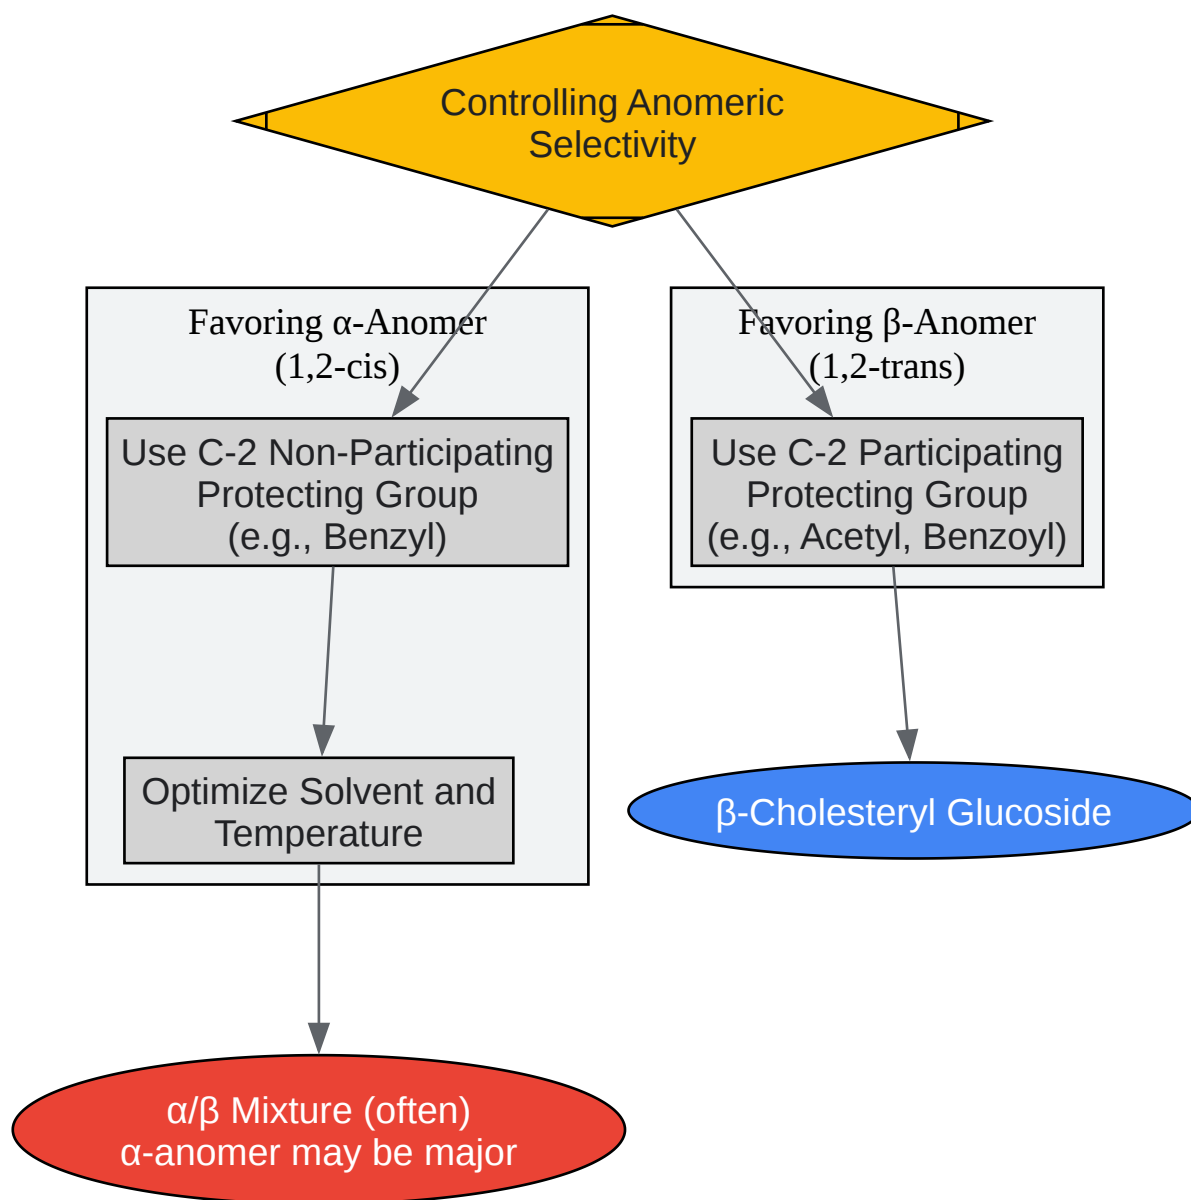 Controlling Anomeric
Selectivity
Favoring α-Anomer
(1,2-cis)
Use C-2 Non-Participating
Protecting Group
(e.g., Benzyl)
Optimize Solvent and
Temperature
α/β Mixture (often)
α-anomer may be major
Favoring β-Anomer
(1,2-trans)
Use C-2 Participating
Protecting Group
(e.g., Acetyl, Benzoyl)
β-Cholesteryl Glucoside